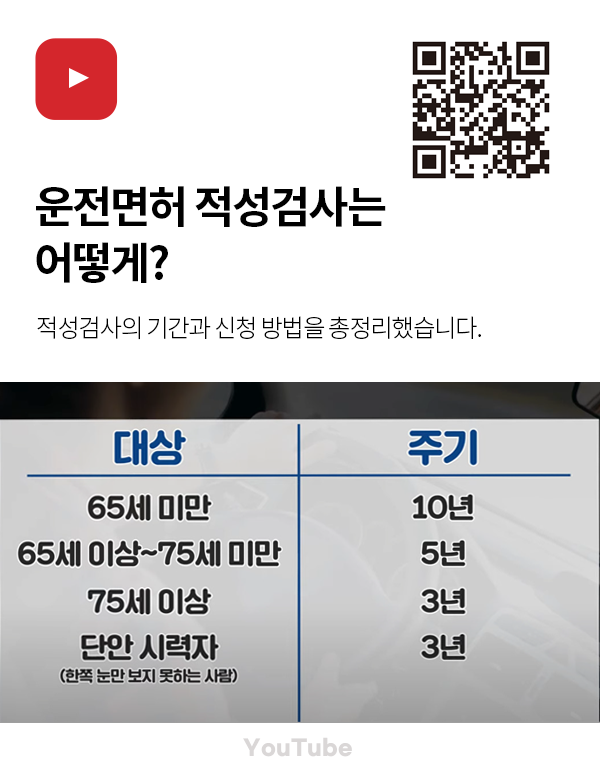 운전면허 적성검사는
어떻게?
적성검사의 기간과 신청 방법을 총정리했습니다.
대상 주기
65세 미만 10년
65세 이상~75세 미만 5년
75세 이상 3년
단안 시력자 3년
(한쪽 눈만 보지 못하는 사람)
YouTube